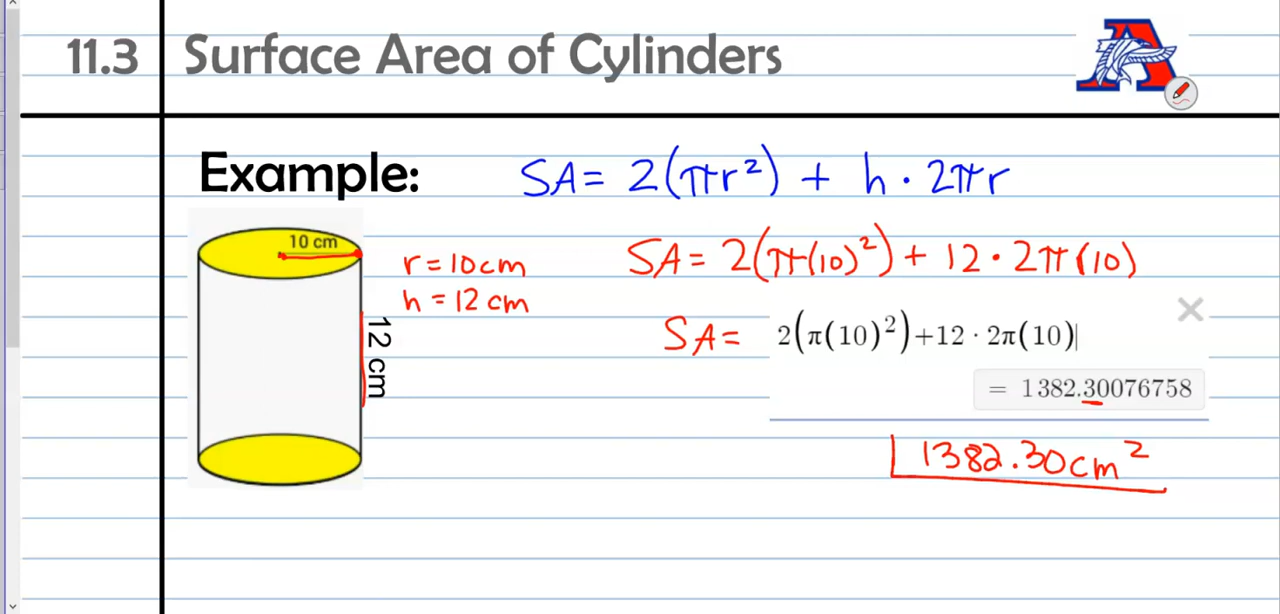 11.3 Surface Area of Cylinders
A
Example:
SA = 2(πr²) + h · 2πr
10 cm
r = 10cm
h = 12 cm
12 cm
SA = 2(π(10)²) + 12 · 2π(10)
SA = 2(π(10)²)+12 · 2π(10)
= 1382.30076758
1382.30cm²